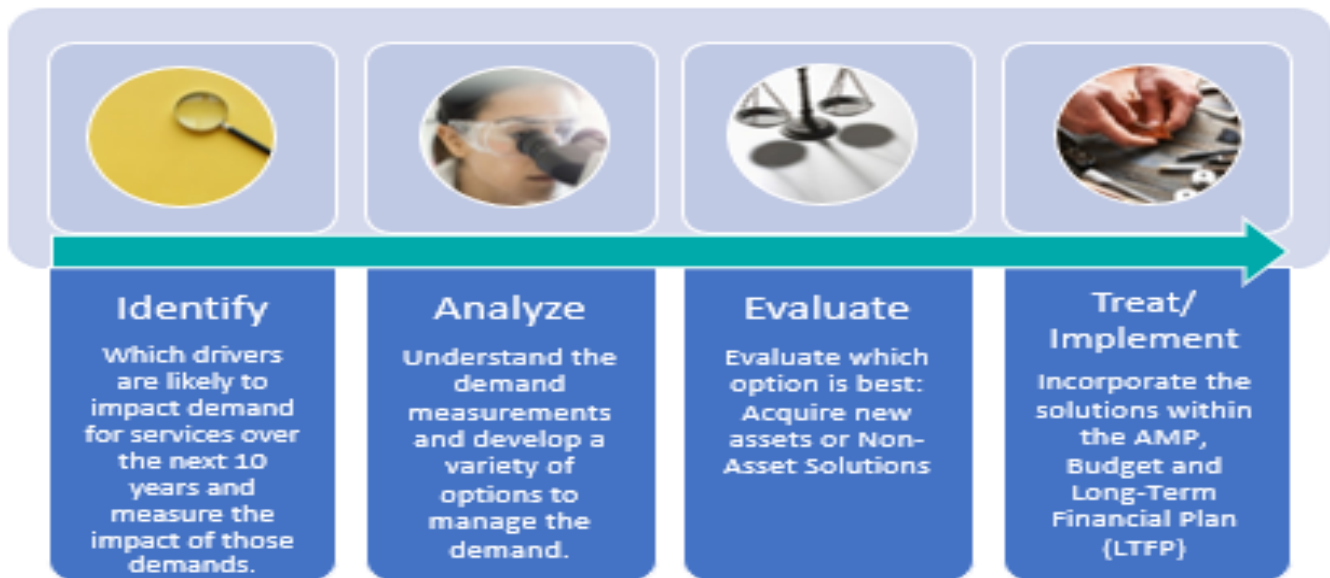 Identify
Which drivers
are likely to
impact demand
for services over
the next 10
years and
measure the
impact of those
demands.
Analyze
Understand the
demand
measurements
and develop a
variety of
options to
manage the
demand.
Evaluate
Evaluate which
option is best:
Acquire new
assets or Non-
Asset Solutions
Treat/
Implement
Incorporate the
solutions within
the AMP,
Budget and
Long-Term
Financial Plan
(LTFP)